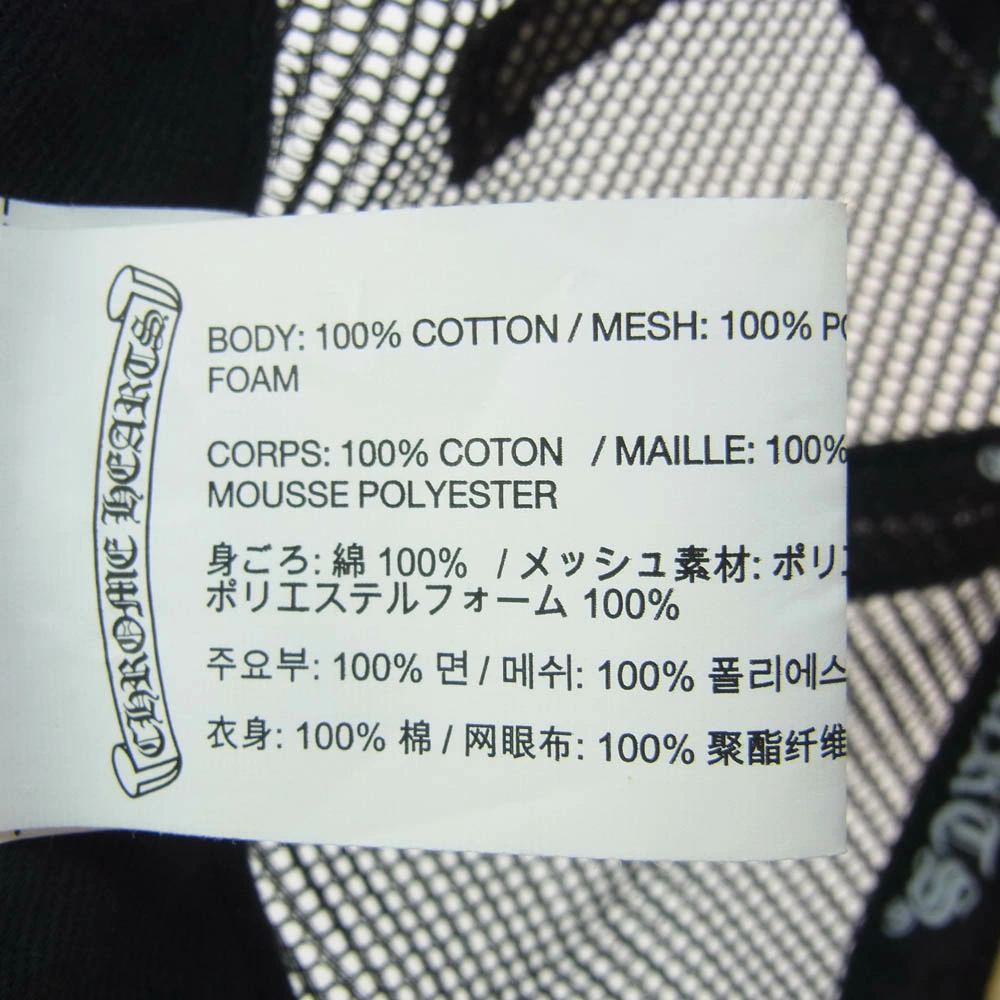 CHROME HEARTS
BODY: 100% COTTON / MESH: 100%
FOAM
CORPS: 100% COTON / MAILLE: 100%
MOUSSE POLYESTER
身ごろ: 綿 100% / メッシュ素材: ポリエ
ポリエステルフォーム 100%
주요부: 100% 면 / 메쉬: 100% 폴리에스
衣身: 100% 棉 / 网眼布: 100% 聚酯纤维